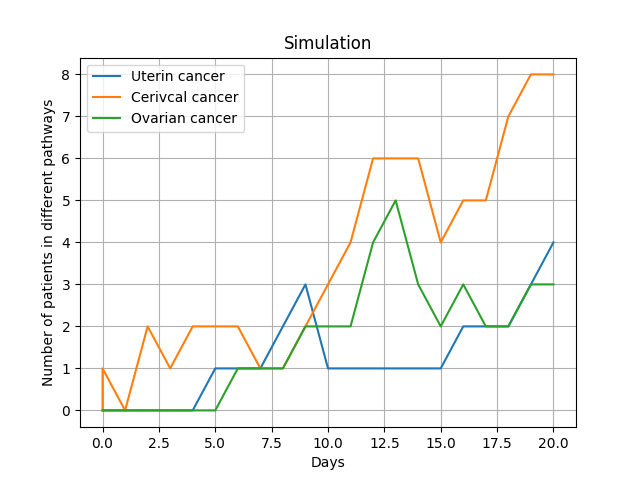 Simulation
Uterin cancer
Cerivcal cancer
Ovarian cancer
Number of patients in different pathways
8
7
6
5
4
3
2
1
0
0.0 2.5 5.0 7.5 10.0 12.5 15.0 17.5 20.0
Days